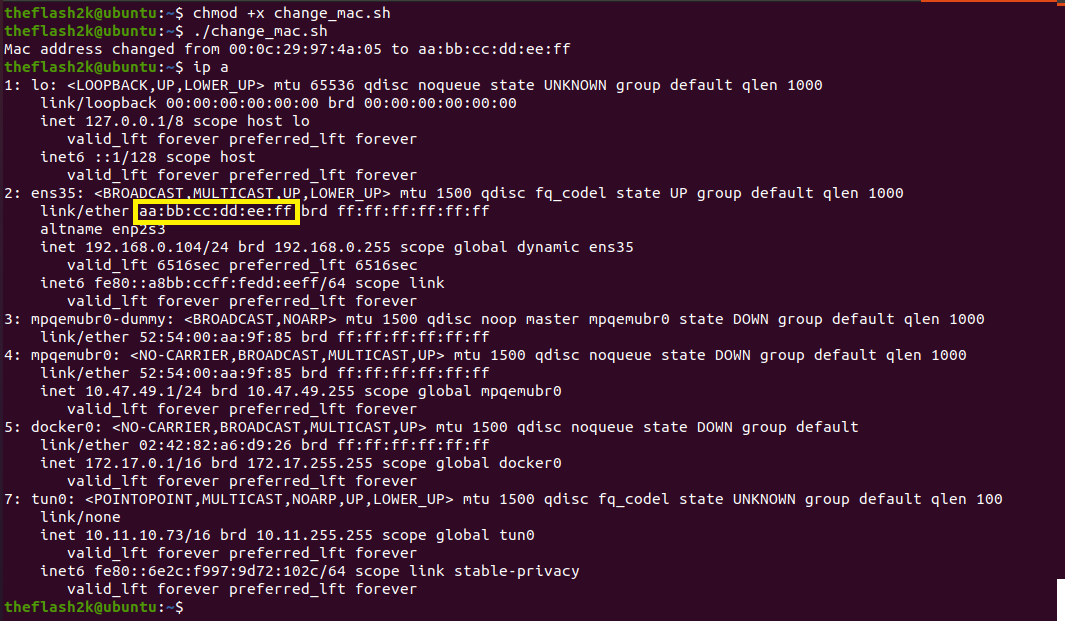 theflash2k@ubuntu:~$ chmod +x change_mac.sh
theflash2k@ubuntu:~$ ./change_mac.sh
Mac address changed from 00:0c:29:97:4a:05 to aa:bb:cc:dd:ee:ff
theflash2k@ubuntu:~$ ip a
1: lo: <LOOPBACK,UP,LOWER_UP> mtu 65536 qdisc noqueue state UNKNOWN group default qlen 1000
    link/loopback 00:00:00:00:00:00 brd 00:00:00:00:00:00
    inet 127.0.0.1/8 scope host lo
       valid_lft forever preferred_lft forever
    inet6 ::1/128 scope host
       valid_lft forever preferred_lft forever
2: ens35: <BROADCAST,MULTICAST,UP,LOWER_UP> mtu 1500 qdisc fq_codel state UP group default qlen 1000
    link/ether aa:bb:cc:dd:ee:ff brd ff:ff:ff:ff:ff:ff
    altname enp2s3
    inet 192.168.0.104/24 brd 192.168.0.255 scope global dynamic ens35
       valid_lft 6516sec preferred_lft 6516sec
    inet6 fe80::a8bb:ccff:fedd:eeff/64 scope link
       valid_lft forever preferred_lft forever
3: mpqemubr0-dummy: <BROADCAST,NOARP> mtu 1500 qdisc noop master mpqemubr0 state DOWN group default qlen 1000
    link/ether 52:54:00:aa:9f:85 brd ff:ff:ff:ff:ff:ff
4: mpqemubr0: <NO-CARRIER,BROADCAST,MULTICAST,UP> mtu 1500 qdisc noqueue state DOWN group default qlen 1000
    link/ether 52:54:00:aa:9f:85 brd ff:ff:ff:ff:ff:ff
    inet 10.47.49.1/24 brd 10.47.49.255 scope global mpqemubr0
       valid_lft forever preferred_lft forever
5: docker0: <NO-CARRIER,BROADCAST,MULTICAST,UP> mtu 1500 qdisc noqueue state DOWN group default
    link/ether 02:42:82:a6:d9:26 brd ff:ff:ff:ff:ff:ff
    inet 172.17.0.1/16 brd 172.17.255.255 scope global docker0
       valid_lft forever preferred_lft forever
7: tun0: <POINTOPOINT,MULTICAST,NOARP,UP,LOWER_UP> mtu 1500 qdisc fq_codel state UNKNOWN group default qlen 100
    link/none
    inet 10.11.10.73/16 brd 10.11.255.255 scope global tun0
       valid_lft forever preferred_lft forever
    inet6 fe80::6e2c:f997:9d72:102c/64 scope link stable-privacy
       valid_lft forever preferred_lft forever
theflash2k@ubuntu:~$